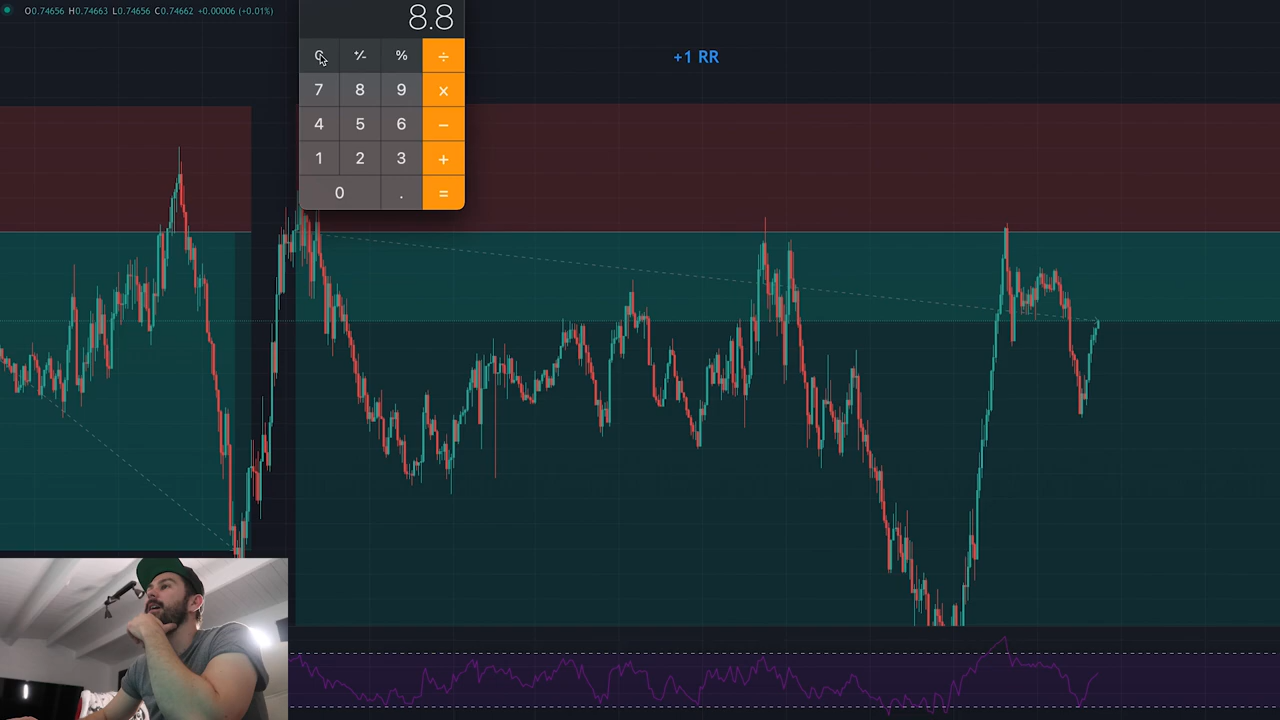 O0.74656 H0.74663 L0.74656 C0.74662 +0.00006 (+0.01%)
8.8
C +/- % ÷
7 8 9 ×
4 5 6 −
1 2 3 +
0 . =
+1 RR